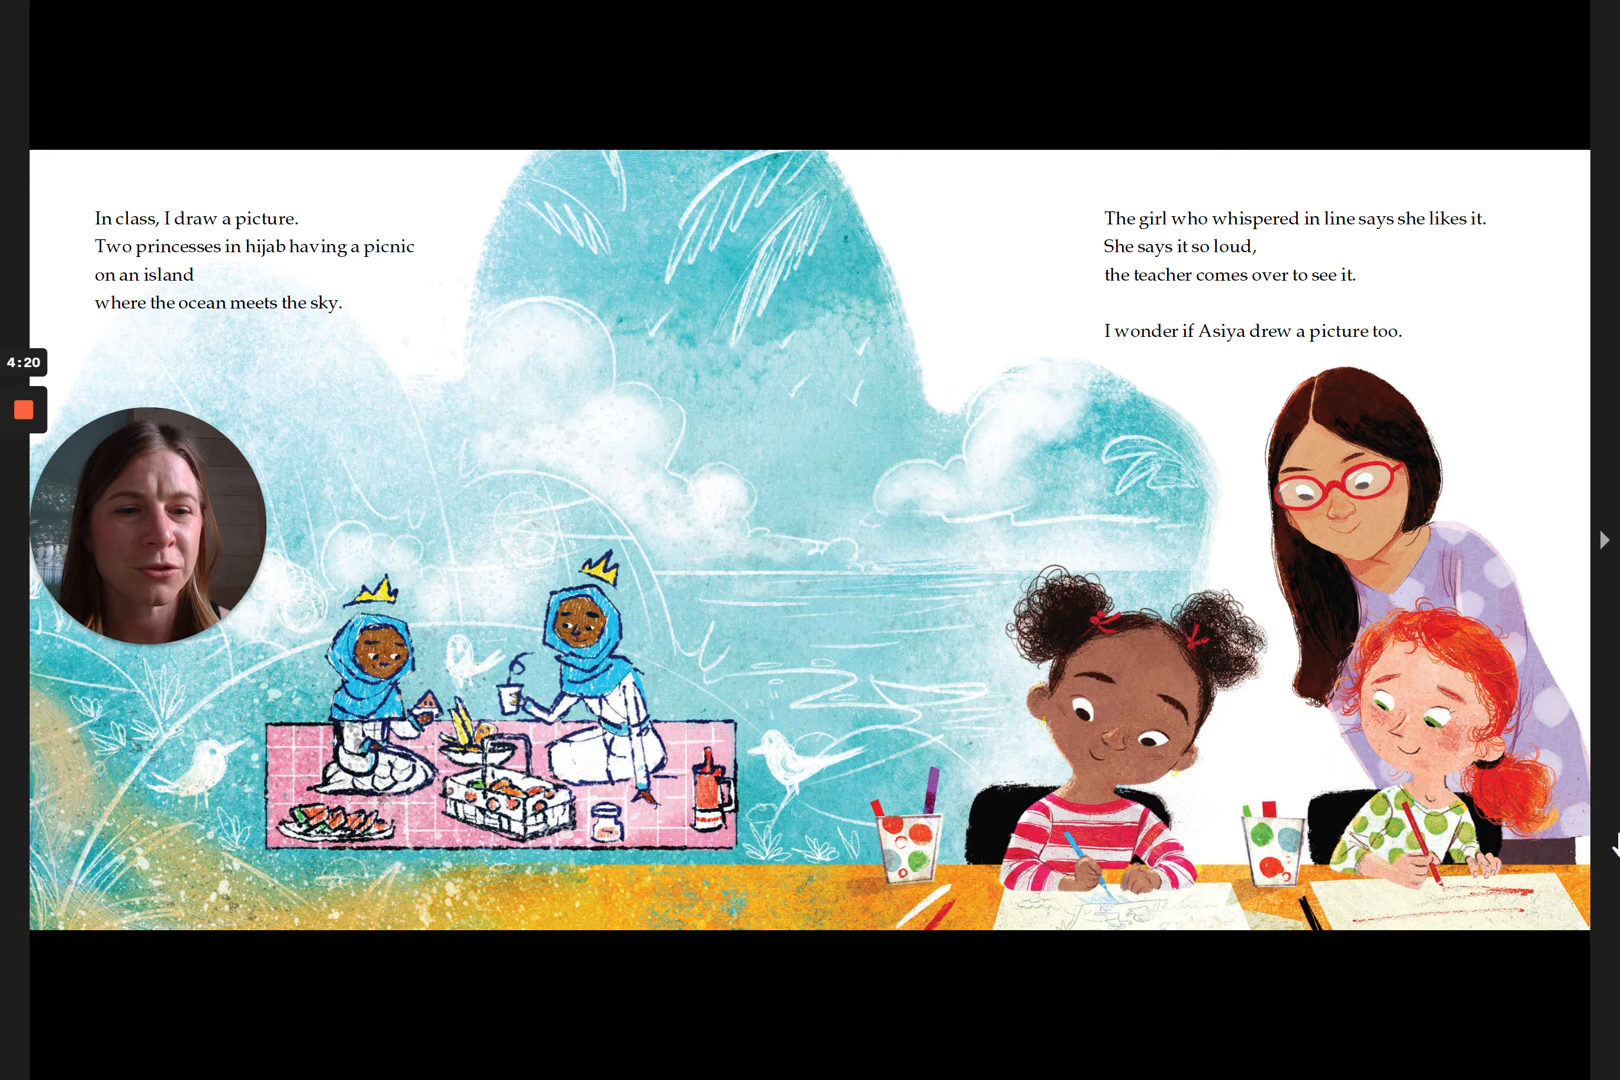 In class, I draw a picture.
Two princesses in hijab having a picnic
on an island
where the ocean meets the sky.
The girl who whispered in line says she likes it.
She says it so loud,
the teacher comes over to see it.
I wonder if Asiya drew a picture too.
4:20